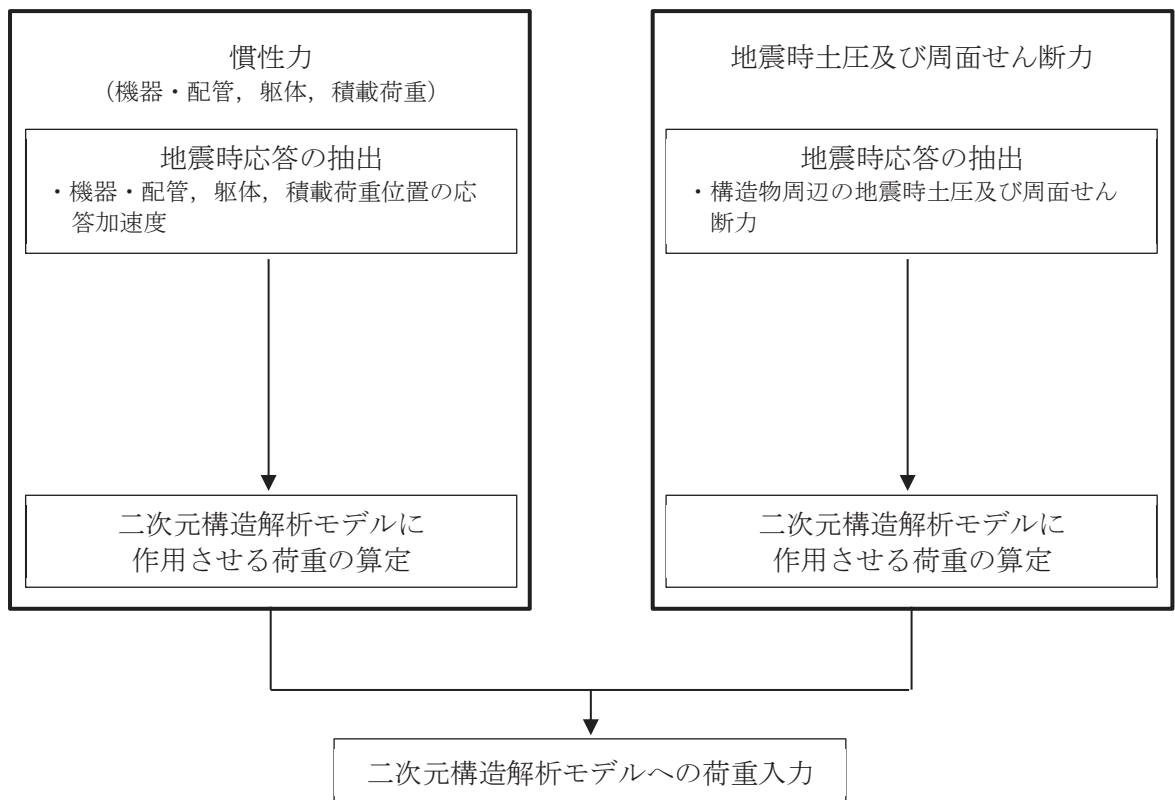 慣性力
（機器・配管，躯体，積載荷重）
地震時応答の抽出
・機器・配管，躯体，積載荷重位置の応
答加速度
二次元構造解析モデルに
作用させる荷重の算定
地震時土圧及び周面せん断力
地震時応答の抽出
・構造物周辺の地震時土圧及び周面せん
断力
二次元構造解析モデルに
作用させる荷重の算定
二次元構造解析モデルへの荷重入力